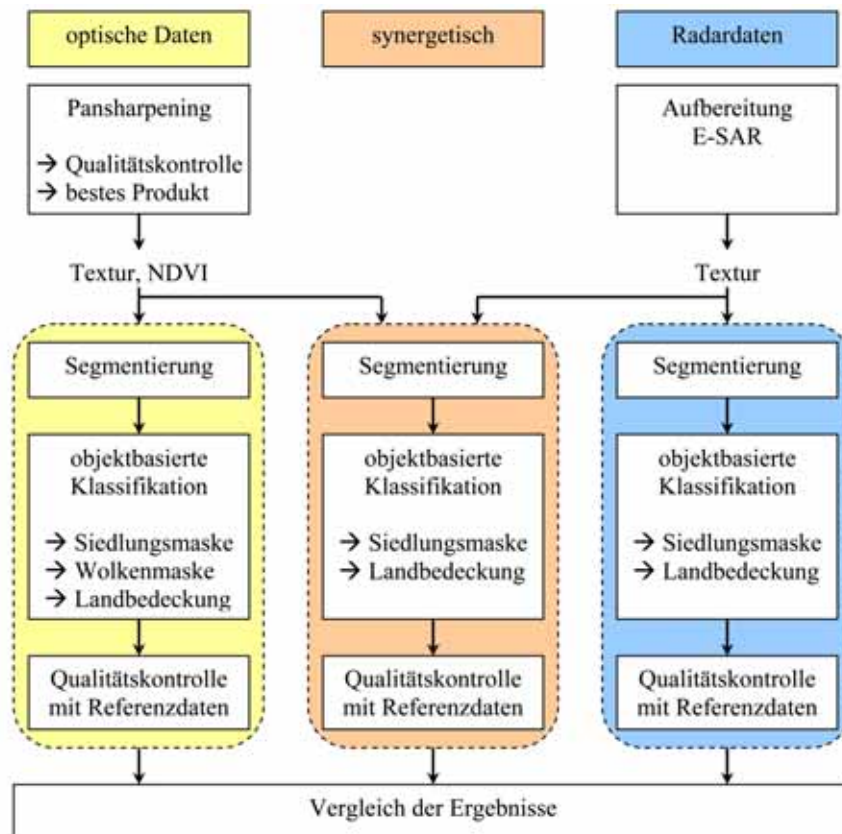 optische Daten
synergetisch
Radardaten
Pansharpening
→ Qualitätskontrolle
→ bestes Produkt
Aufbereitung
E-SAR
Textur, NDVI
Textur
Segmentierung
objektbasierte
Klassifikation
→ Siedlungsmaske
→ Wolkenmaske
→ Landbedeckung
Qualitätskontrolle
mit Referenzdaten
Segmentierung
objektbasierte
Klassifikation
→ Siedlungsmaske
→ Landbedeckung
Qualitätskontrolle
mit Referenzdaten
Segmentierung
objektbasierte
Klassifikation
→ Siedlungsmaske
→ Landbedeckung
Qualitätskontrolle
mit Referenzdaten
Vergleich der Ergebnisse